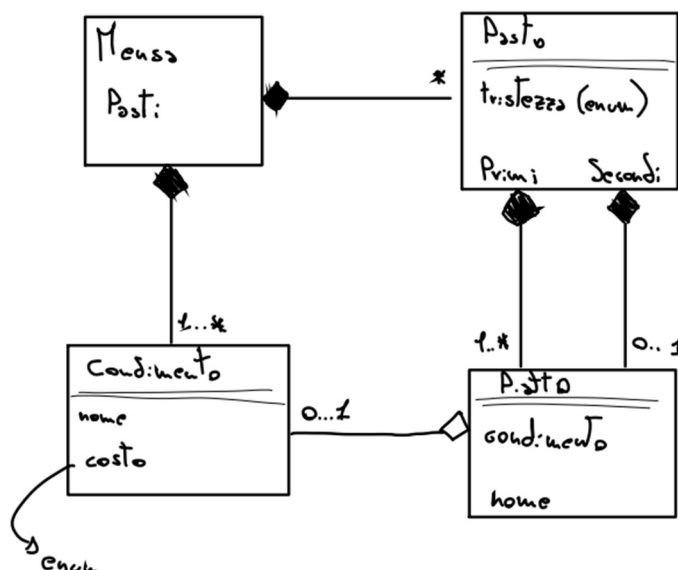 Mensa
Pasti
*
Pasto
tristezza (enum)
Primi Secondi
1..*
1..*
0..1
Condimento
nome
costo
0...1
Piatto
condimento
nome
enum